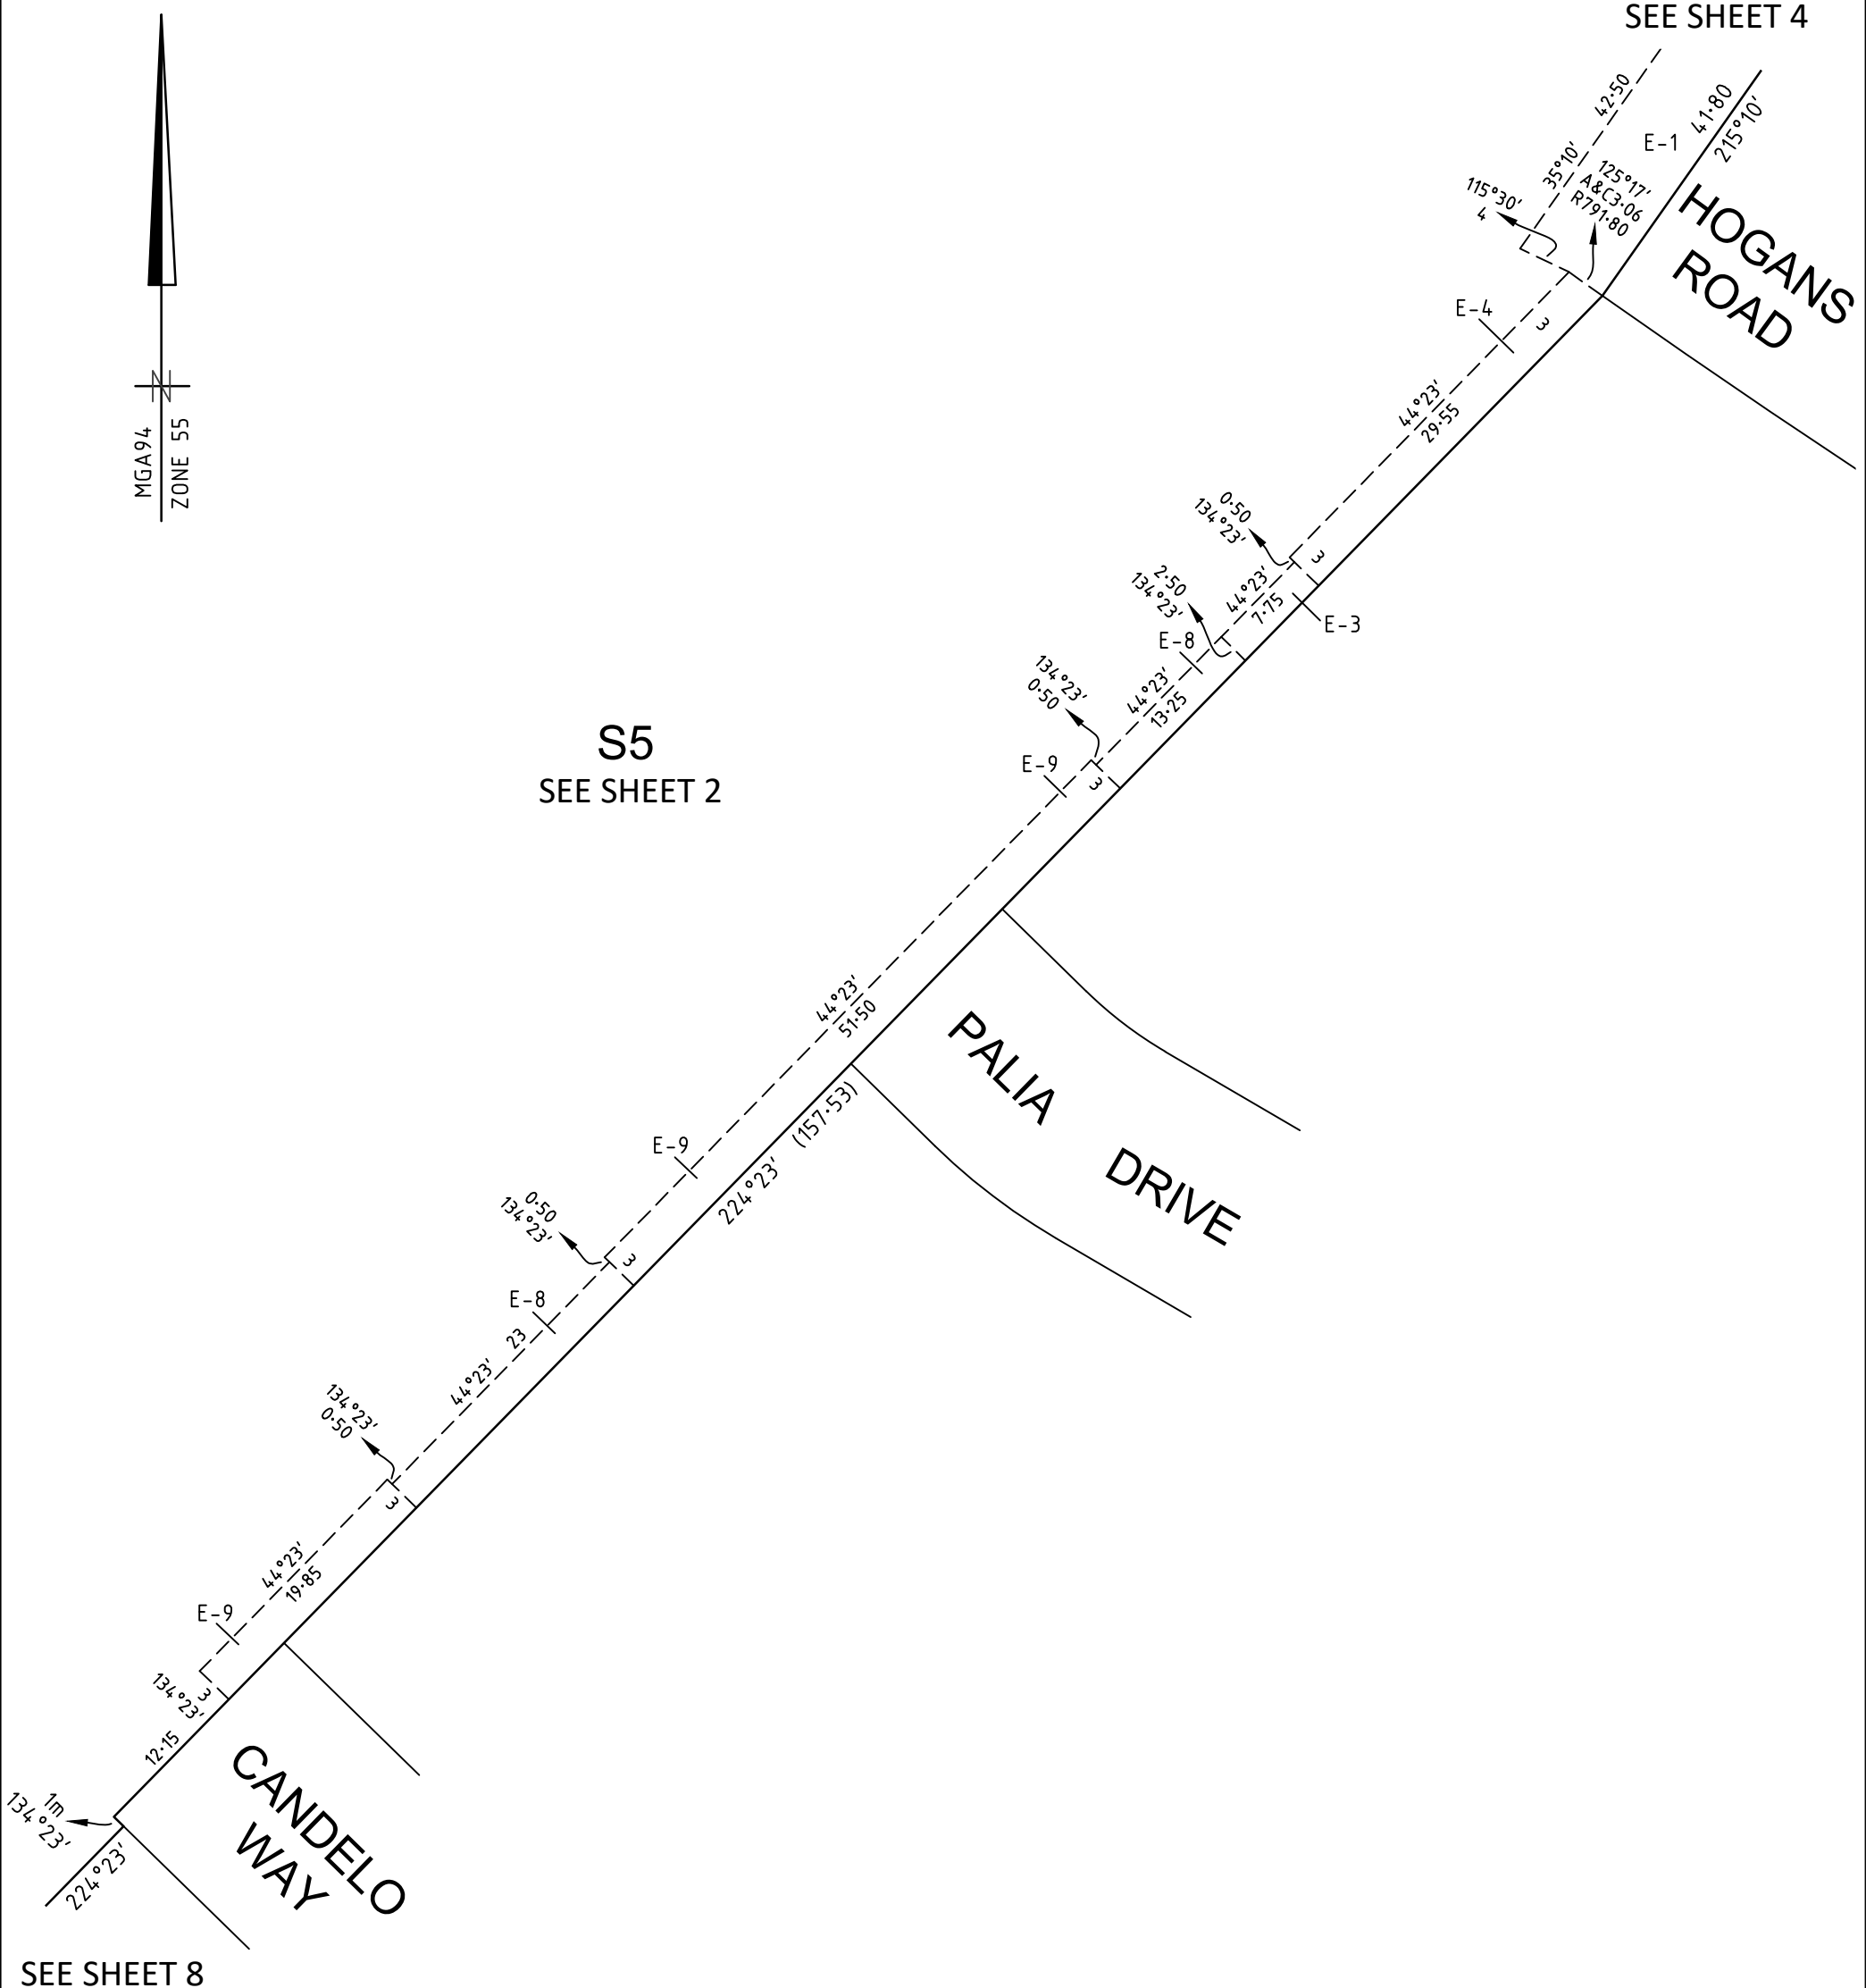 SEE SHEET 4
42·50
35°10'
E-1
41·80
215°10'
125°17'
A&C3·06
R791·80
115°30'
4
HOGANS
ROAD
E-4
3
MGA94
ZONE 55
N
44°23'
29·55
0·50
134°23'
3
2·50
134°23'
44°23'
7·75
E-3
E-8
134°23'
0·50
44°23'
13·25
E-9
3
S5
SEE SHEET 2
44°23'
51·50
PALIA
DRIVE
224°23' (157·53)
E-9
0·50
134°23'
3
E-8
44°23' 23
134°23'
0·50
3
44°23'
19·85
E-9
134°23'
3
12·15
CANDELO
WAY
1m
134°23'
224°23'
SEE SHEET 8